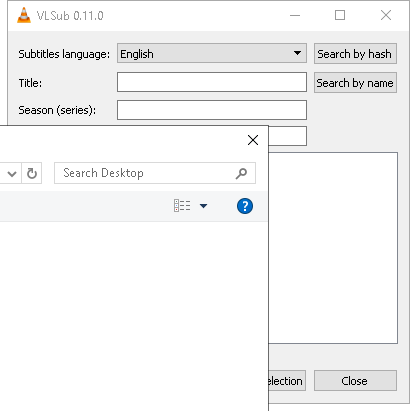 VLSub 0.11.0
Subtitles language: English Search by hash
Title: Search by name
Season (series):
Search Desktop
?
election Close